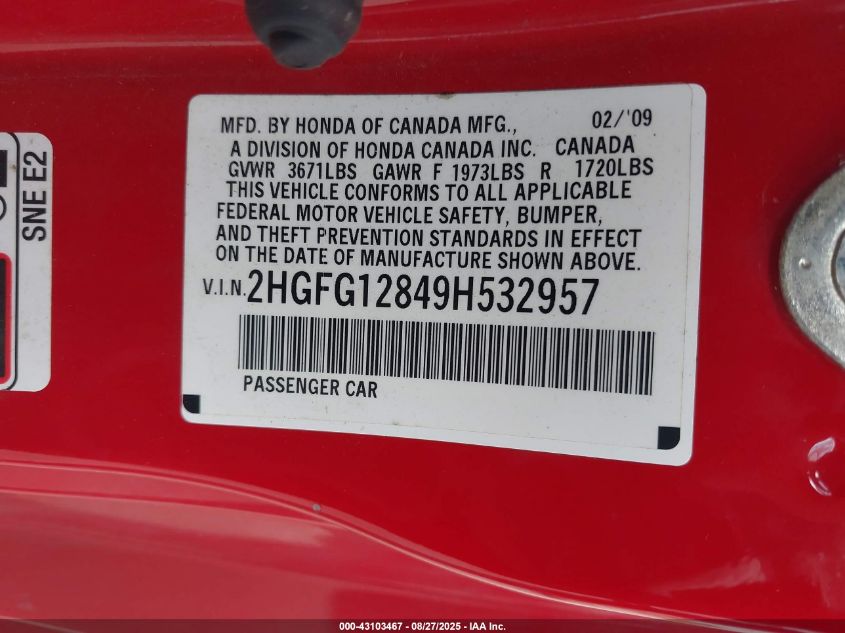 MFD. BY HONDA OF CANADA MFG., 02/'09
A DIVISION OF HONDA CANADA INC. CANADA
GVWR 3671LBS GAWR F 1973LBS R 1720LBS
THIS VEHICLE CONFORMS TO ALL APPLICABLE
FEDERAL MOTOR VEHICLE SAFETY, BUMPER,
AND THEFT PREVENTION STANDARDS IN EFFECT
ON THE DATE OF MANUFACTURE SHOWN ABOVE.
V.I.N. 2HGFG12849H532957
PASSENGER CAR
SNE E2
000-43103467 - 08/27/2025 - IAA Inc.